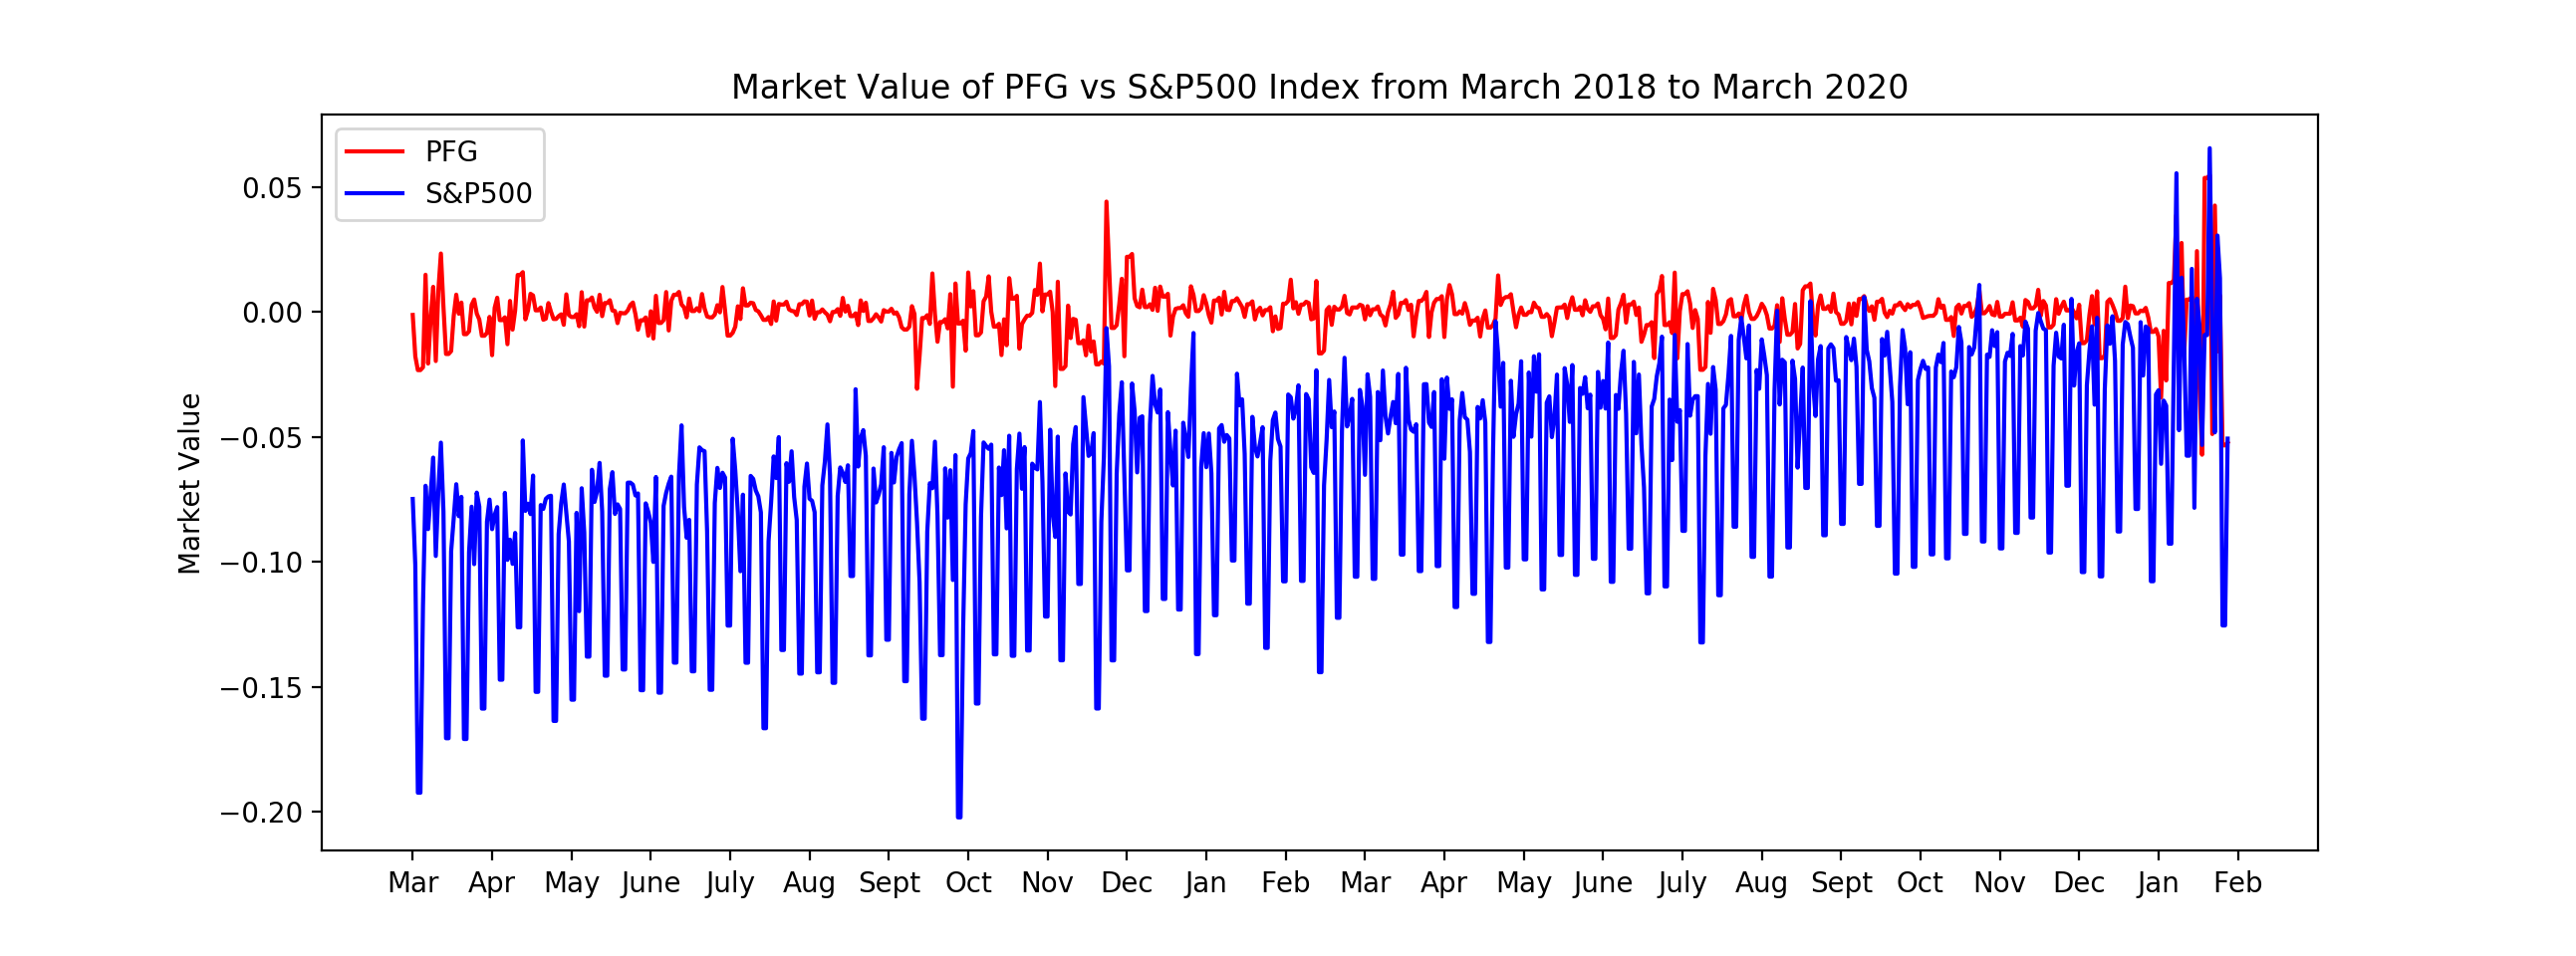 Market Value of PFG vs S&P500 Index from March 2018 to March 2020
PFG
S&P500
Market Value
0.05
0.00
−0.05
−0.10
−0.15
−0.20
Mar Apr May June July Aug Sept Oct Nov Dec Jan Feb Mar Apr May June July Aug Sept Oct Nov Dec Jan Feb